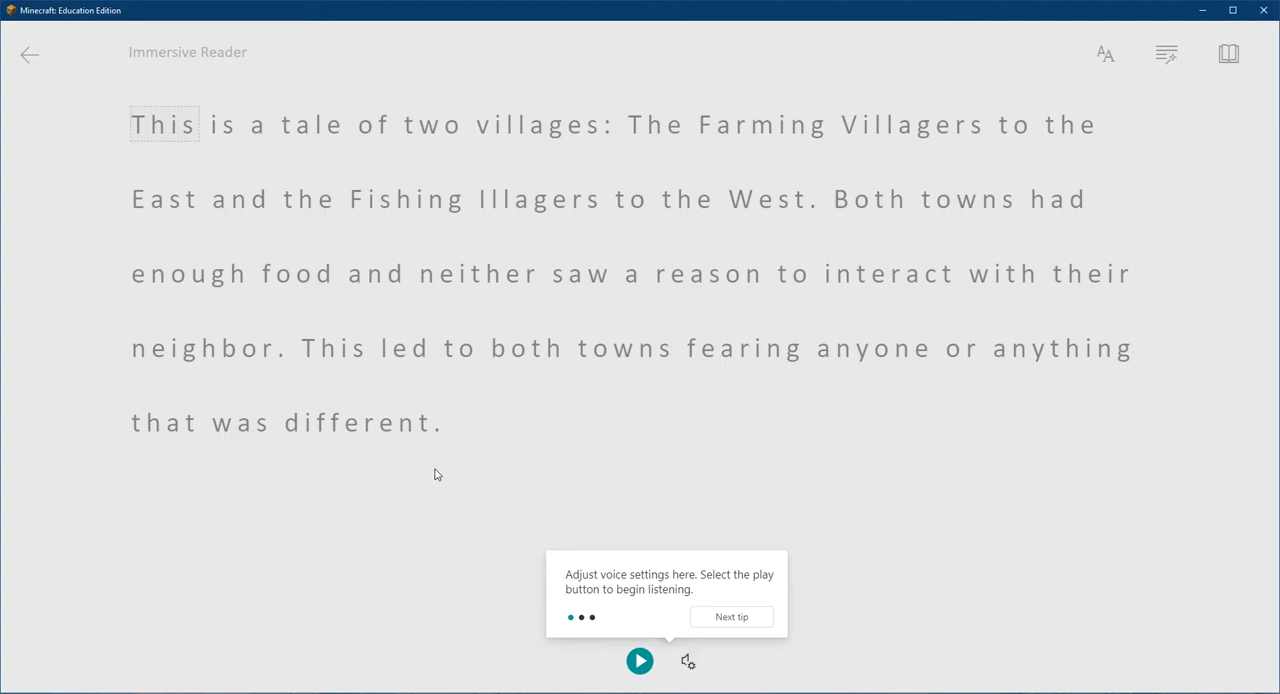 Minecraft: Education Edition
Immersive Reader
This is a tale of two villages: The Farming Villagers to the
East and the Fishing Illagers to the West. Both towns had
enough food and neither saw a reason to interact with their
neighbor. This led to both towns fearing anyone or anything
that was different.
Adjust voice settings here. Select the play
button to begin listening.
Next tip